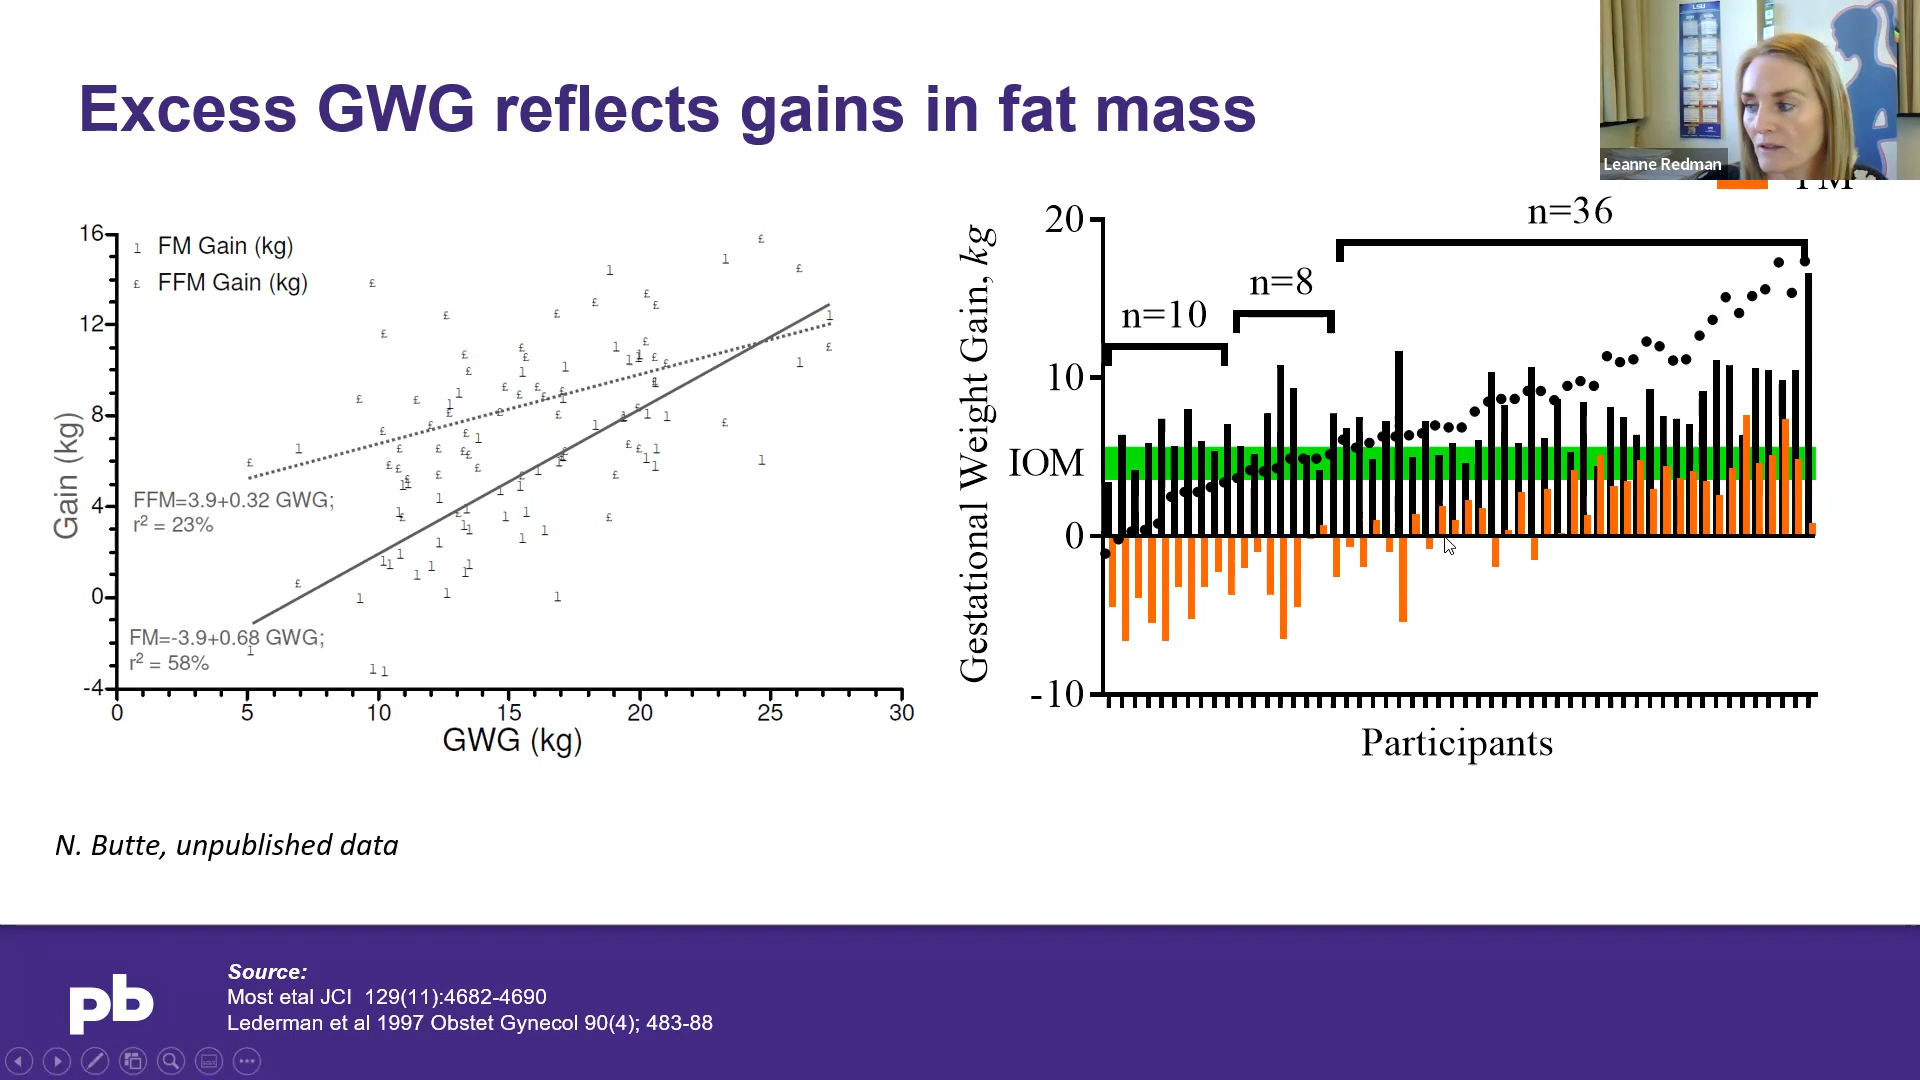 Excess GWG reflects gains in fat mass
LSU
Leanne Redman
16
12
8
4
0
-4
Gain (kg)
1 FM Gain (kg)
£ FFM Gain (kg)
FFM=3.9+0.32 GWG;
r² = 23%
FM=-3.9+0.68 GWG;
r² = 58%
0 5 10 15 20 25 30
GWG (kg)
FM
20
10
IOM
0
-10
Gestational Weight Gain, kg
n=10
n=8
n=36
Participants
N. Butte, unpublished data
pb
Source:
Most etal JCI 129(11):4682-4690
Lederman et al 1997 Obstet Gynecol 90(4); 483-88